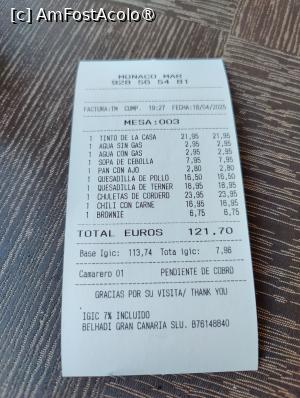 (c) AmFostAcolo®
MONACO MAR
928 56 54 81
FACTURA:TM CUMP. 19:27 FECHA:18/04/2025
MESA:003
1 TINTO DE LA CASA 21,95 21,95
1 AGUA SIN GAS 2,95 2,95
1 AGUA CON GAS 2,95 2,95
1 SOPA DE CEBOLLA 7,95 7,95
1 PAN CON AJO 2,80 2,80
1 QUESADILLA DE POLLO 16,50 16,50
1 QUESADILLA DE TERNER 18,95 18,95
1 CHULETAS DE CORDERO 23,95 23,95
1 CHILI CON CARNE 16,95 16,95
1 BROWNIE 6,75 6,75
TOTAL EUROS 121.70
Base Igic: 113,74 Tota Igic: 7,96
Camarero 01 PENDIENTE DE COBRO
GRACIAS POR SU VISITA/ THANK YOU
IGIC 7% INCLUIDO
BELHADI GRAN CANARIA SLU. B76148840